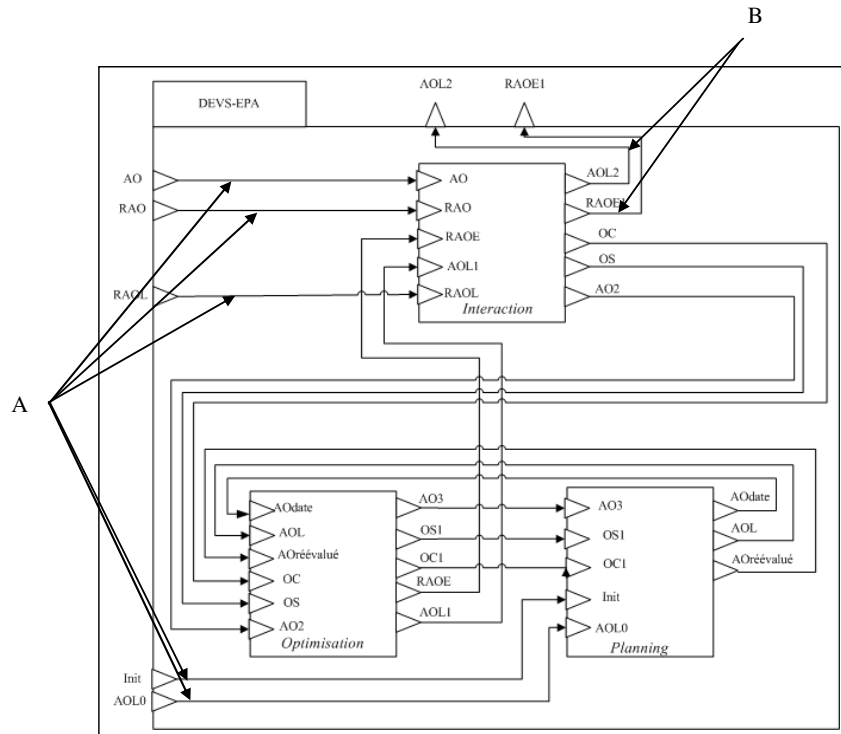 B
AOL2
RAOE1
DEVS-EPA
AO
RAO
RAOL
A
AO
RAO
RAOE
AOL1
RAOL
Interaction
AOL2
RAOE1
OC
OS
AO2
AOdate
AOL
AOréévalué
OC
OS
AO2
Optimisation
AO3
OS1
OC1
RAOE
AOL1
AO3
OS1
OC1
Init
AOL0
Planning
AOdate
AOL
AOréévalué
Init
AOL0